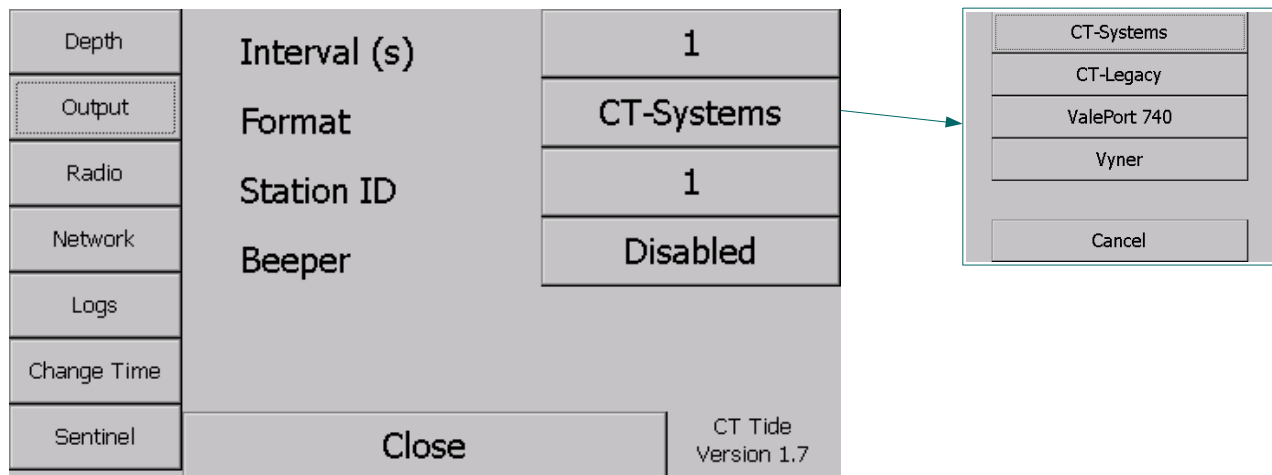 Depth
Output
Radio
Network
Logs
Change Time
Sentinel
Interval (s)
1
Format
CT-Systems
Station ID
1
Beeper
Disabled
Close
CT Tide
Version 1.7
CT-Systems
CT-Legacy
ValePort 740
Vyner
Cancel